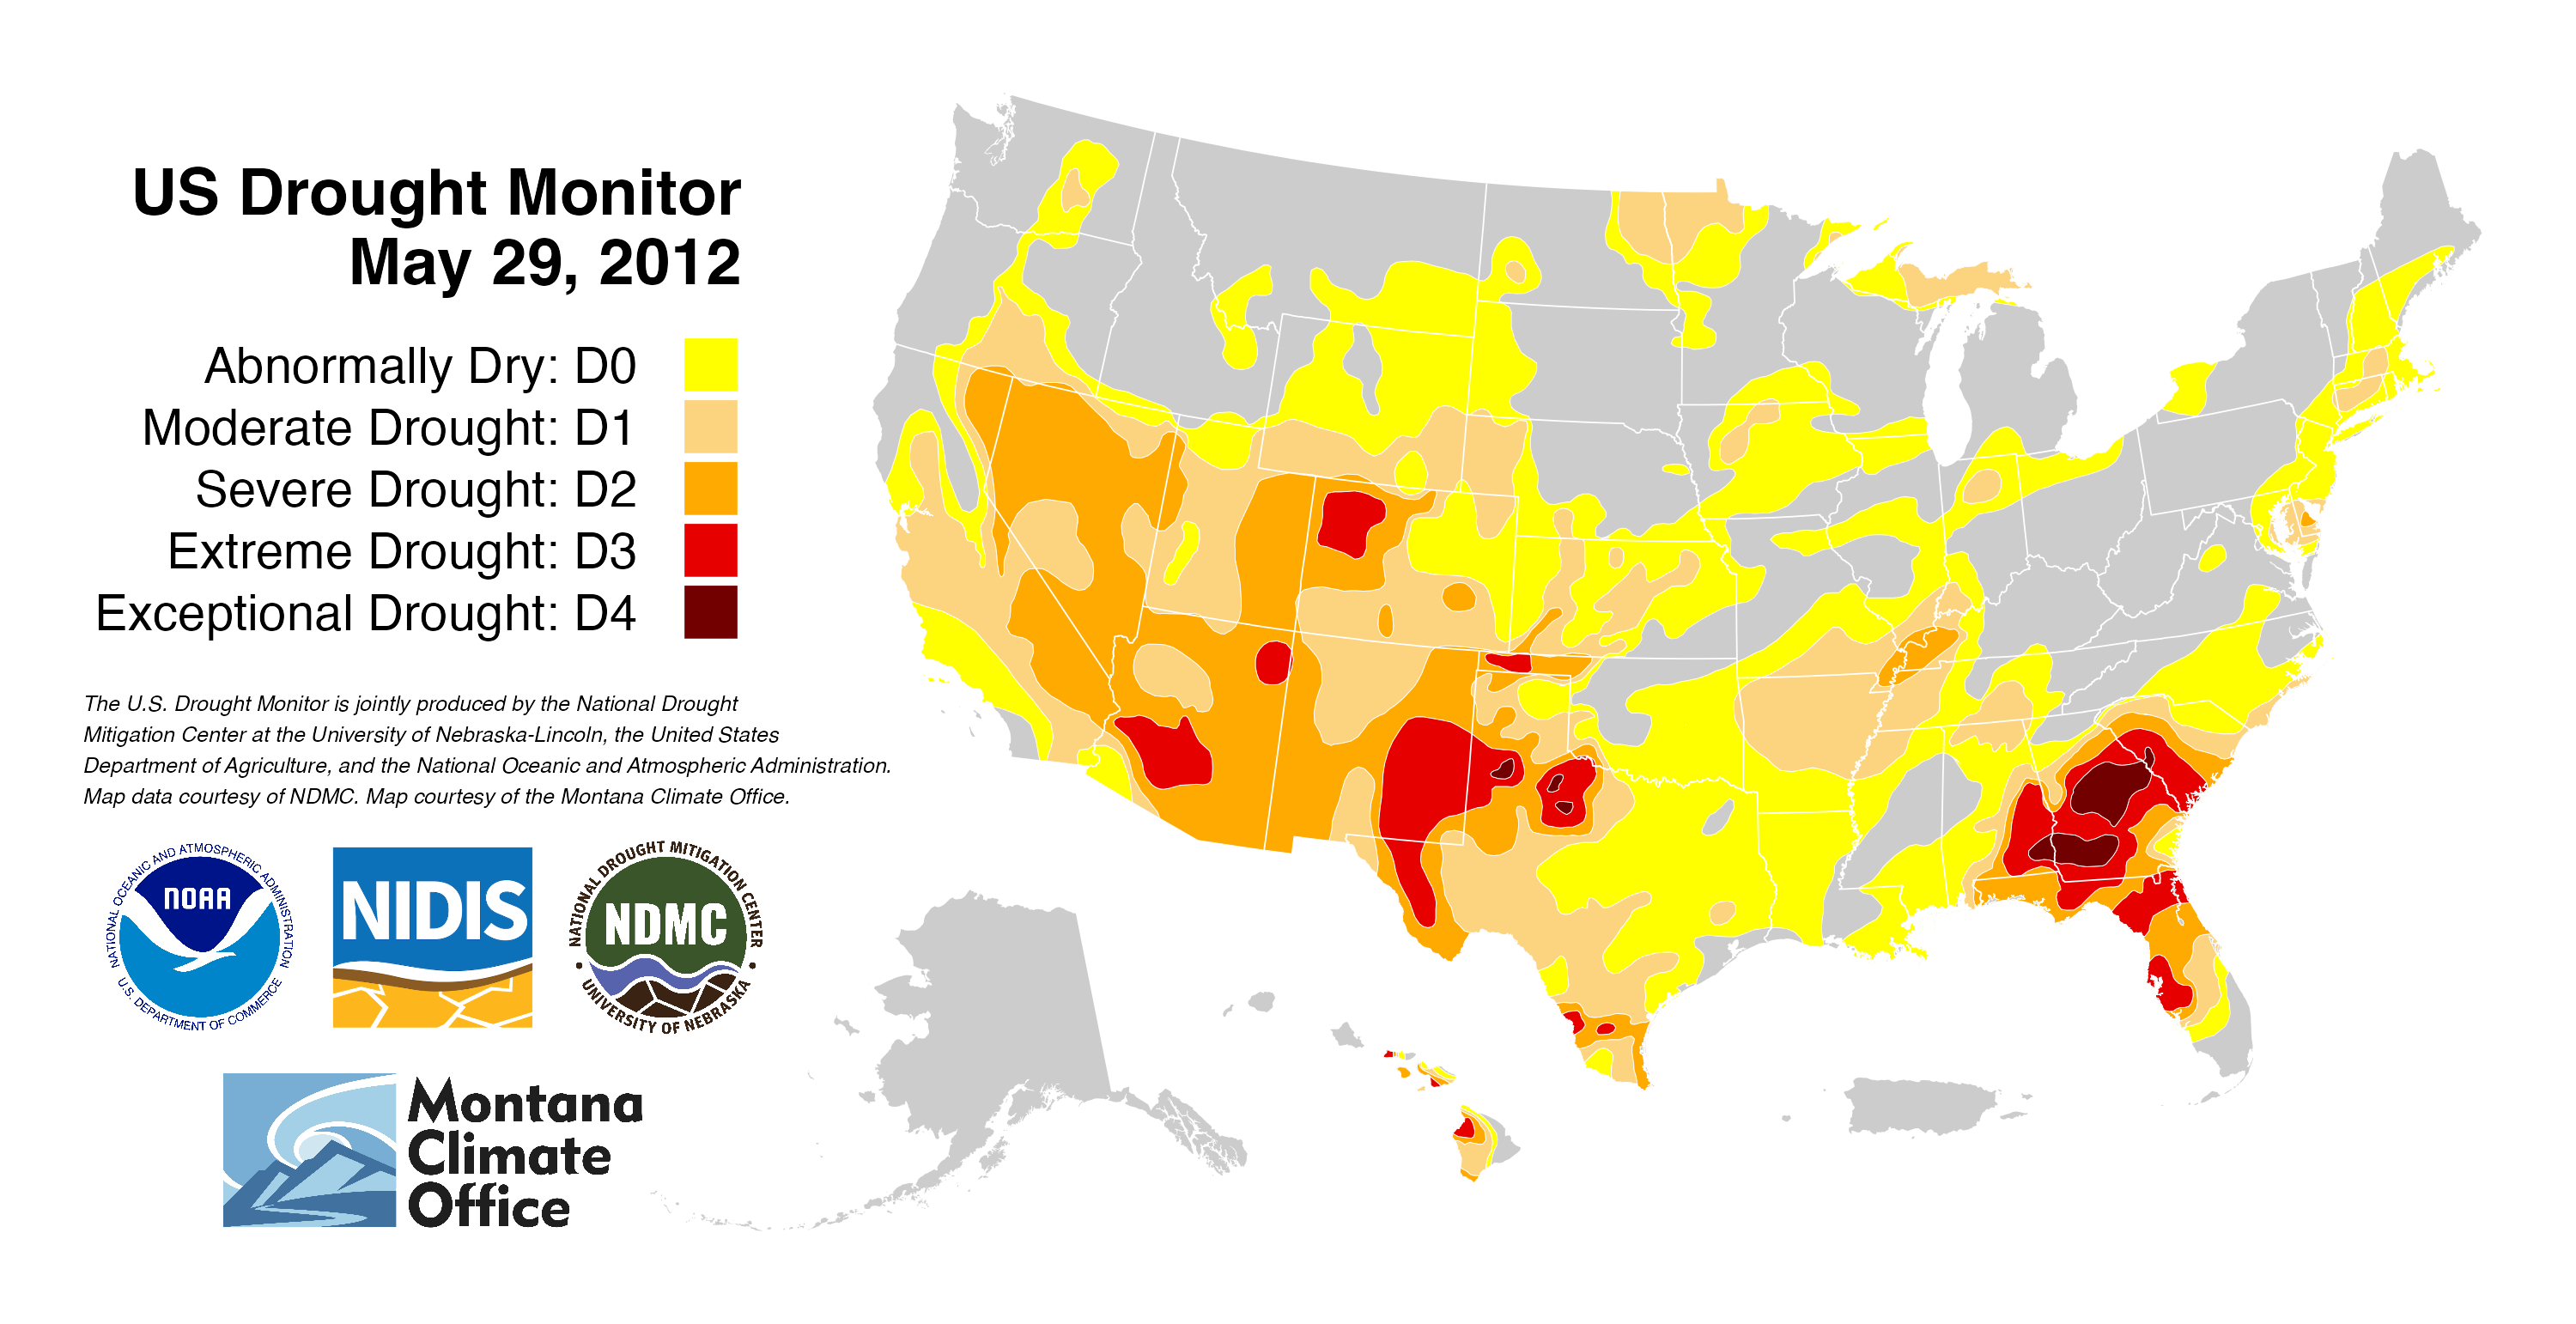 US Drought Monitor
May 29, 2012
Abnormally Dry: D0
Moderate Drought: D1
Severe Drought: D2
Extreme Drought: D3
Exceptional Drought: D4
The U.S. Drought Monitor is jointly produced by the National Drought
Mitigation Center at the University of Nebraska-Lincoln, the United States
Department of Agriculture, and the National Oceanic and Atmospheric Administration.
Map data courtesy of NDMC. Map courtesy of the Montana Climate Office.
NATIONAL OCEANIC AND ATMOSPHERIC ADMINISTRATION
NOAA
U.S. DEPARTMENT OF COMMERCE
NIDIS
NATIONAL DROUGHT MITIGATION CENTER
NDMC
UNIVERSITY OF NEBRASKA
Montana
Climate
Office